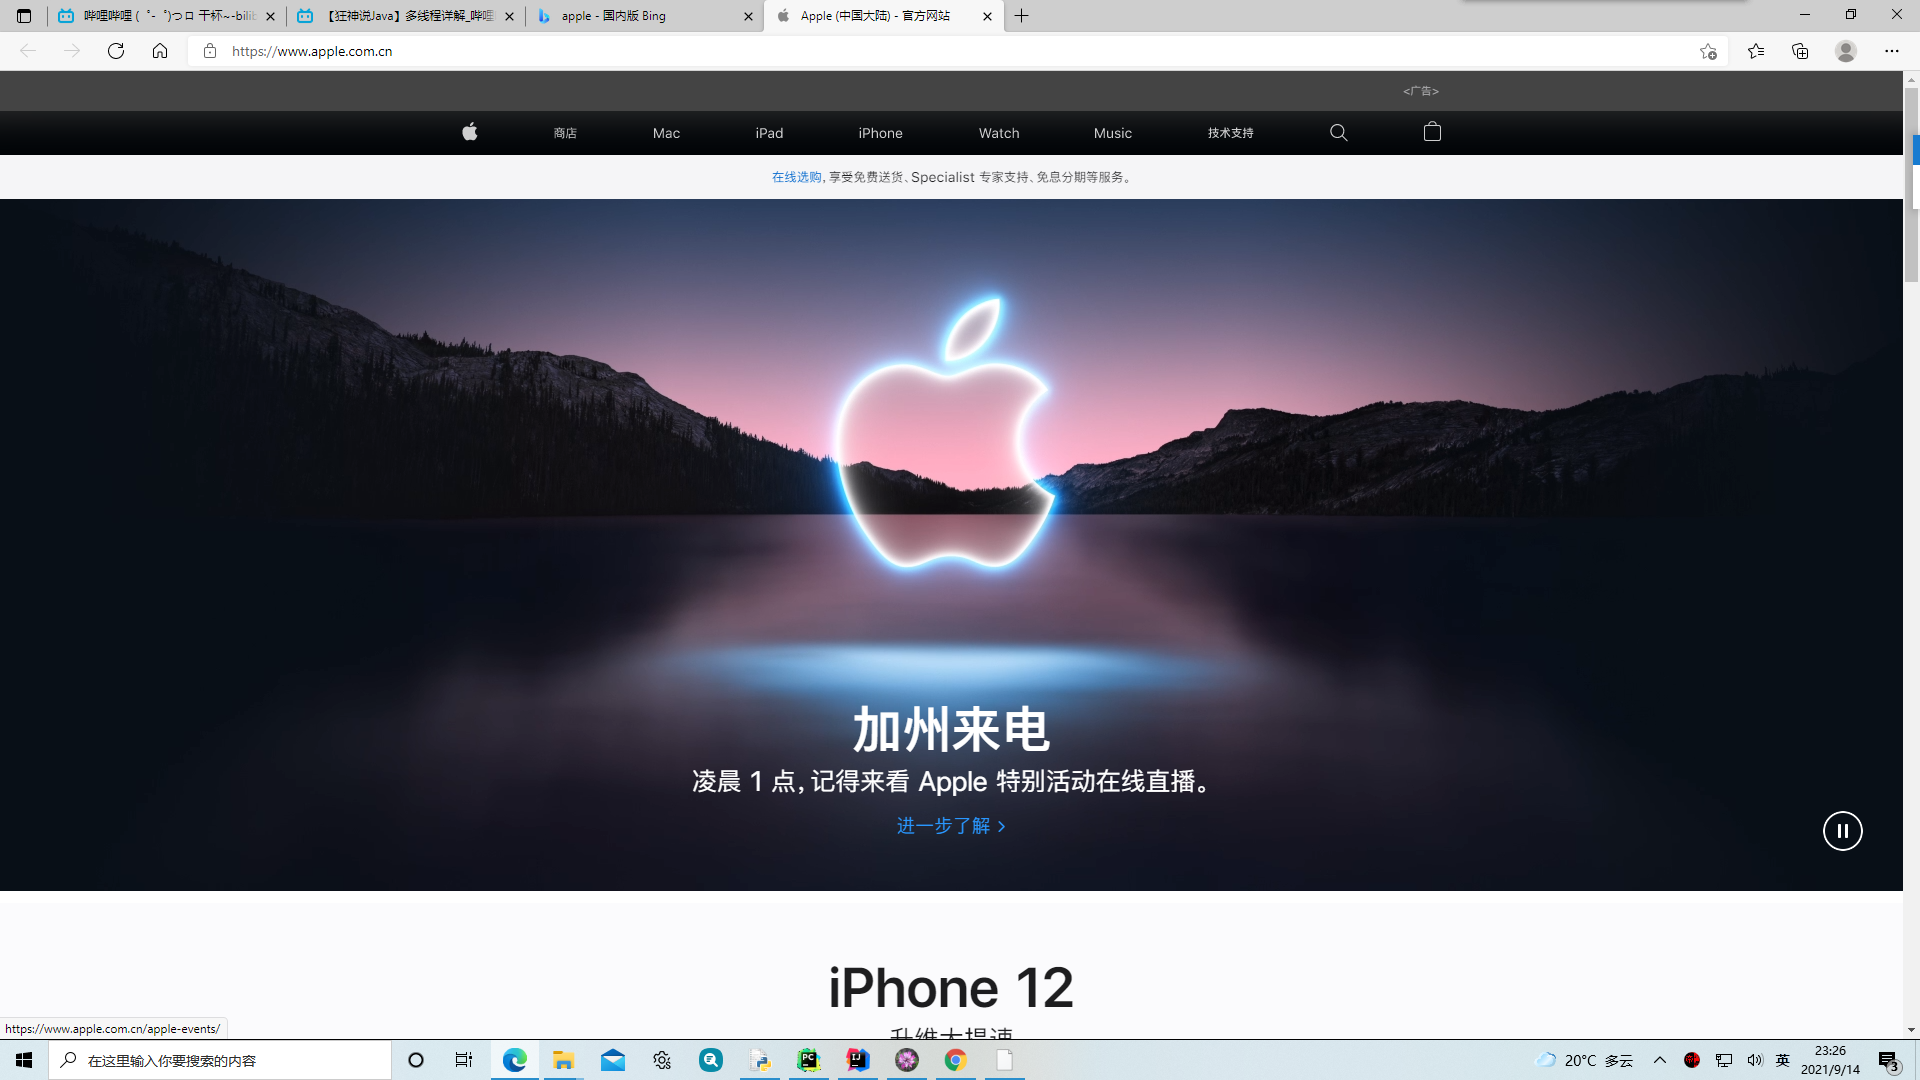 哔哩哔哩 (゜-゜)つロ 干杯~-bilib
【狂神说Java】多线程详解_哔哩
apple - 国内版 Bing
Apple (中国大陆) - 官方网站
https://www.apple.com.cn
<广告>
商店
Mac
iPad
iPhone
Watch
Music
技术支持
在线选购，享受免费送货、Specialist 专家支持、免息分期等服务。
加州来电
凌晨 1 点，记得来看 Apple 特别活动在线直播。
进一步了解 >
iPhone 12
升维大提速
https://www.apple.com.cn/apple-events/
在这里输入你要搜索的内容
20°C 多云
英
23:26
2021/9/14
3